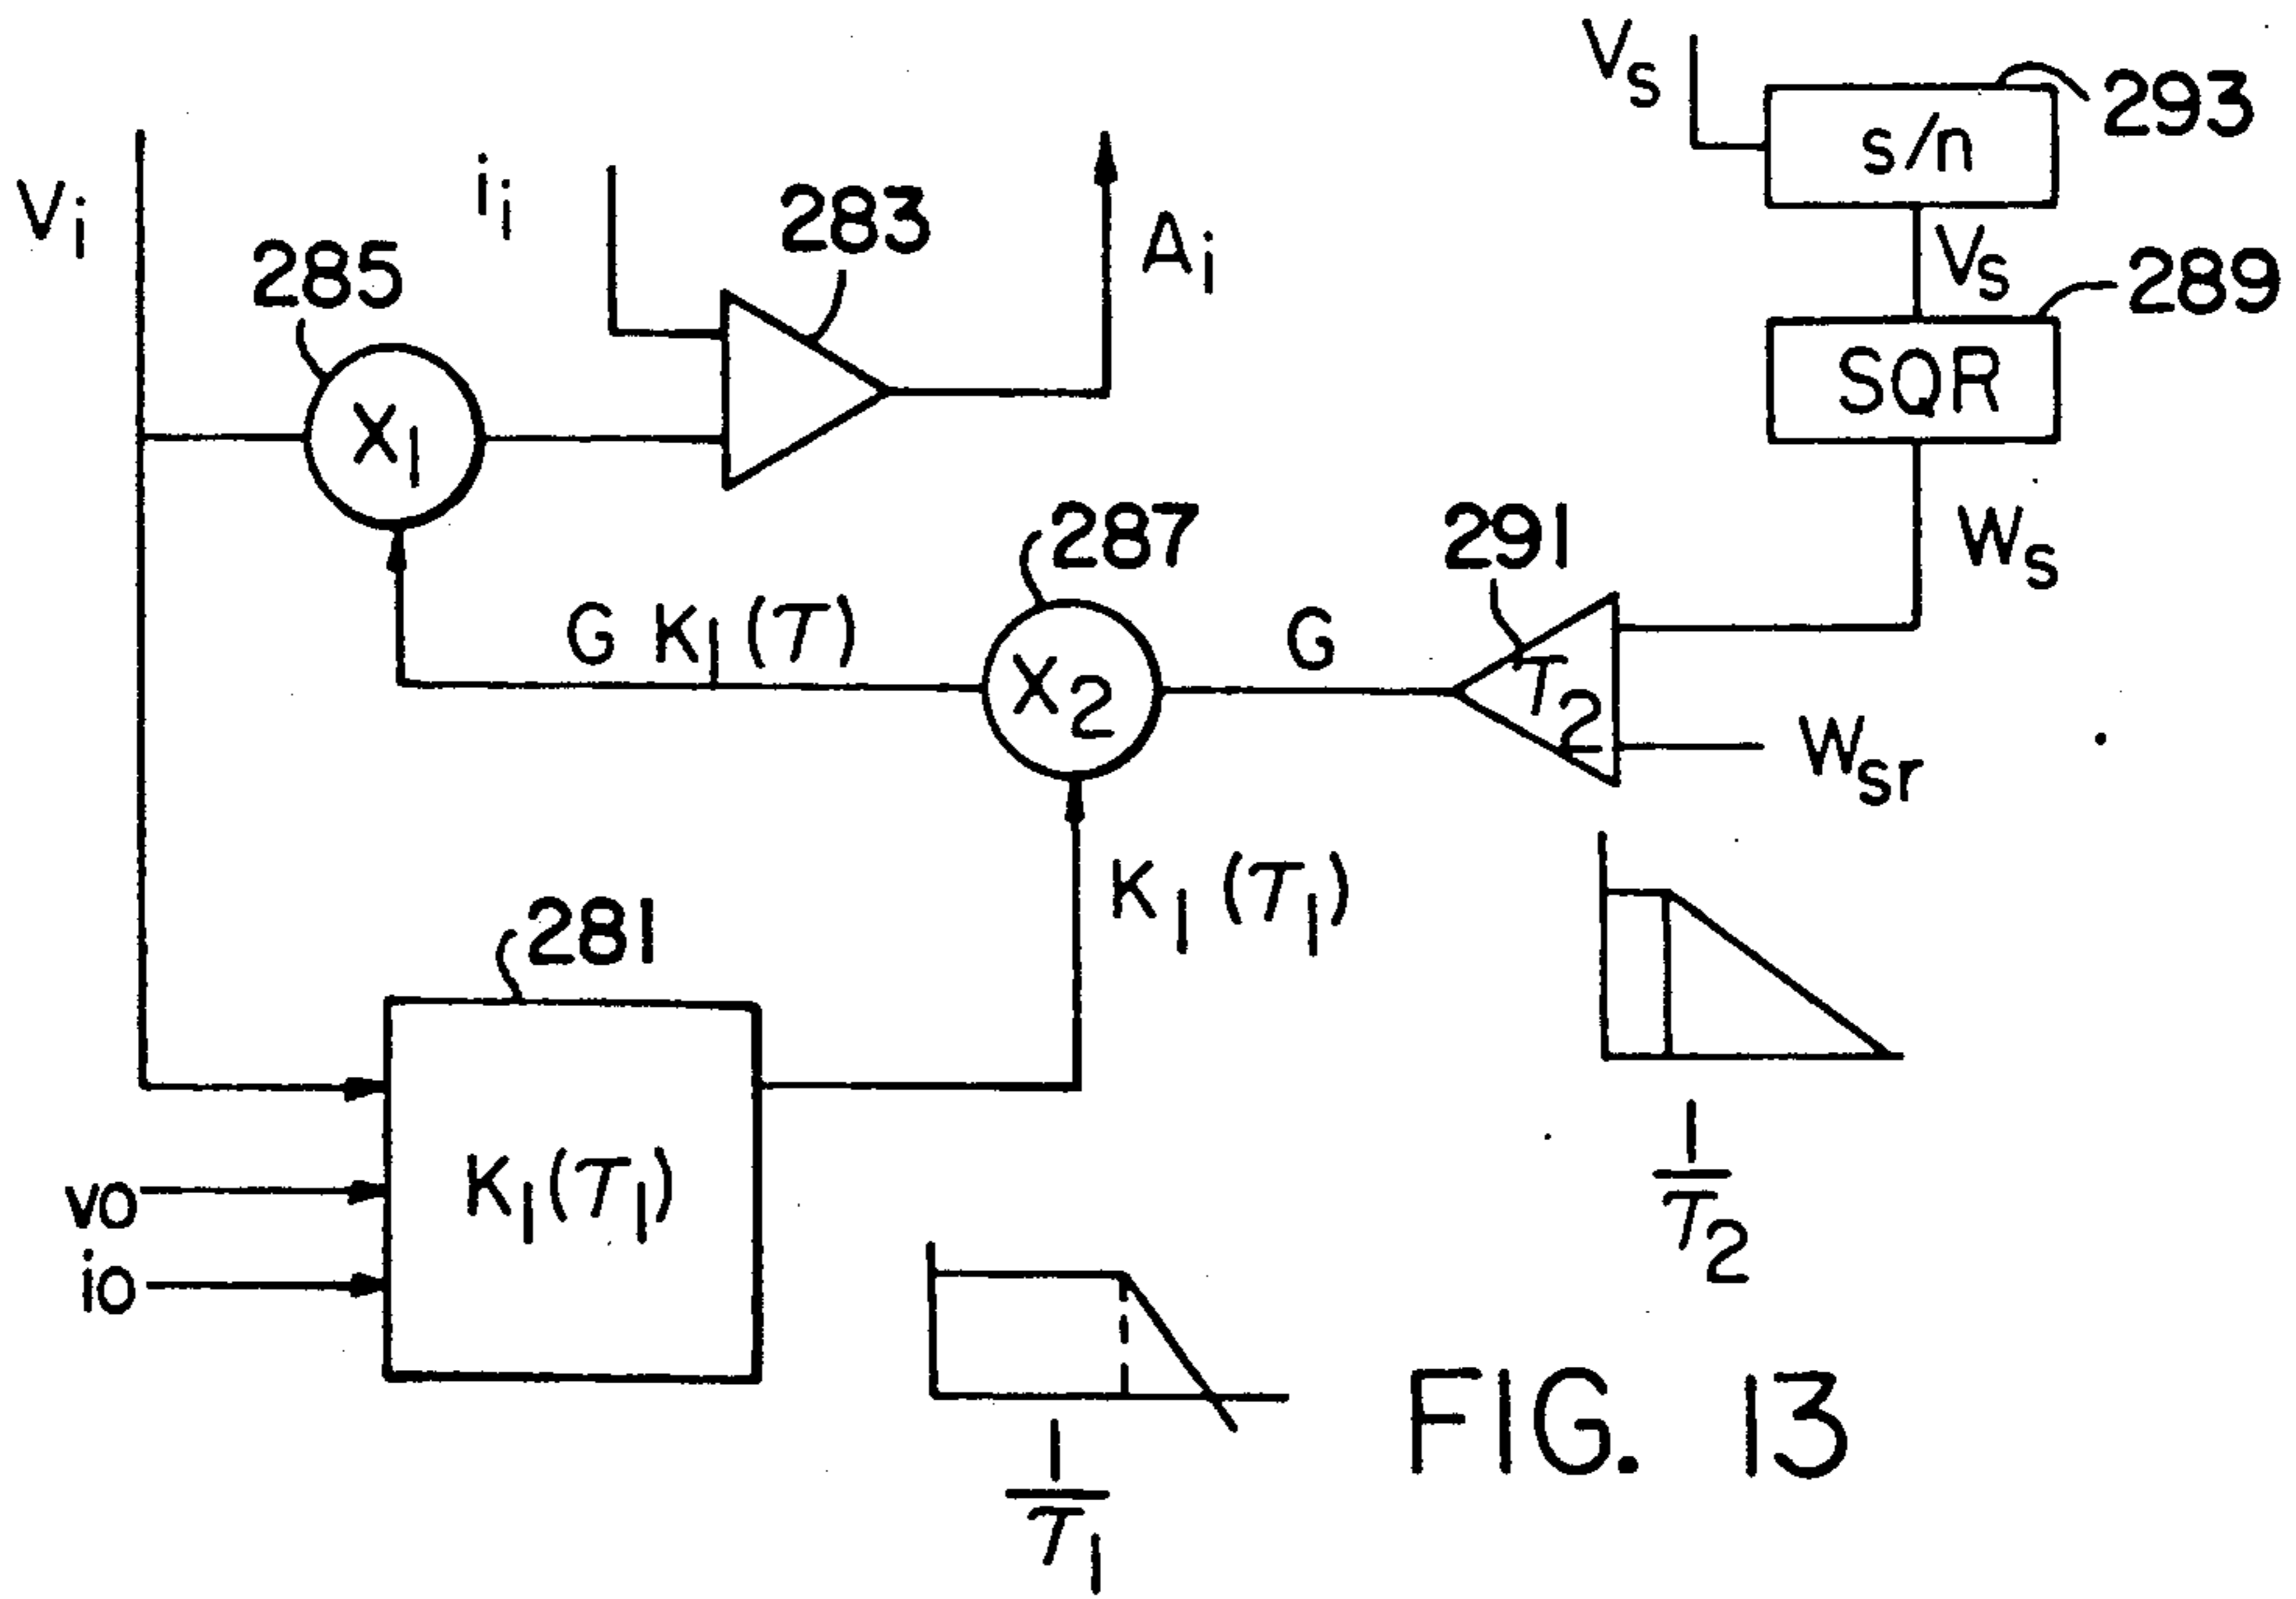 Vs
s/n
293
Vi
ii
283
Ai
285
Vs
289
SQR
X1
Ws
287
291
G K1(τ)
X2
G
τ2
Wsr
K1(τ1)
281
K1(τ1)
vo
io
1/τ2
1/τ1
FIG. 13